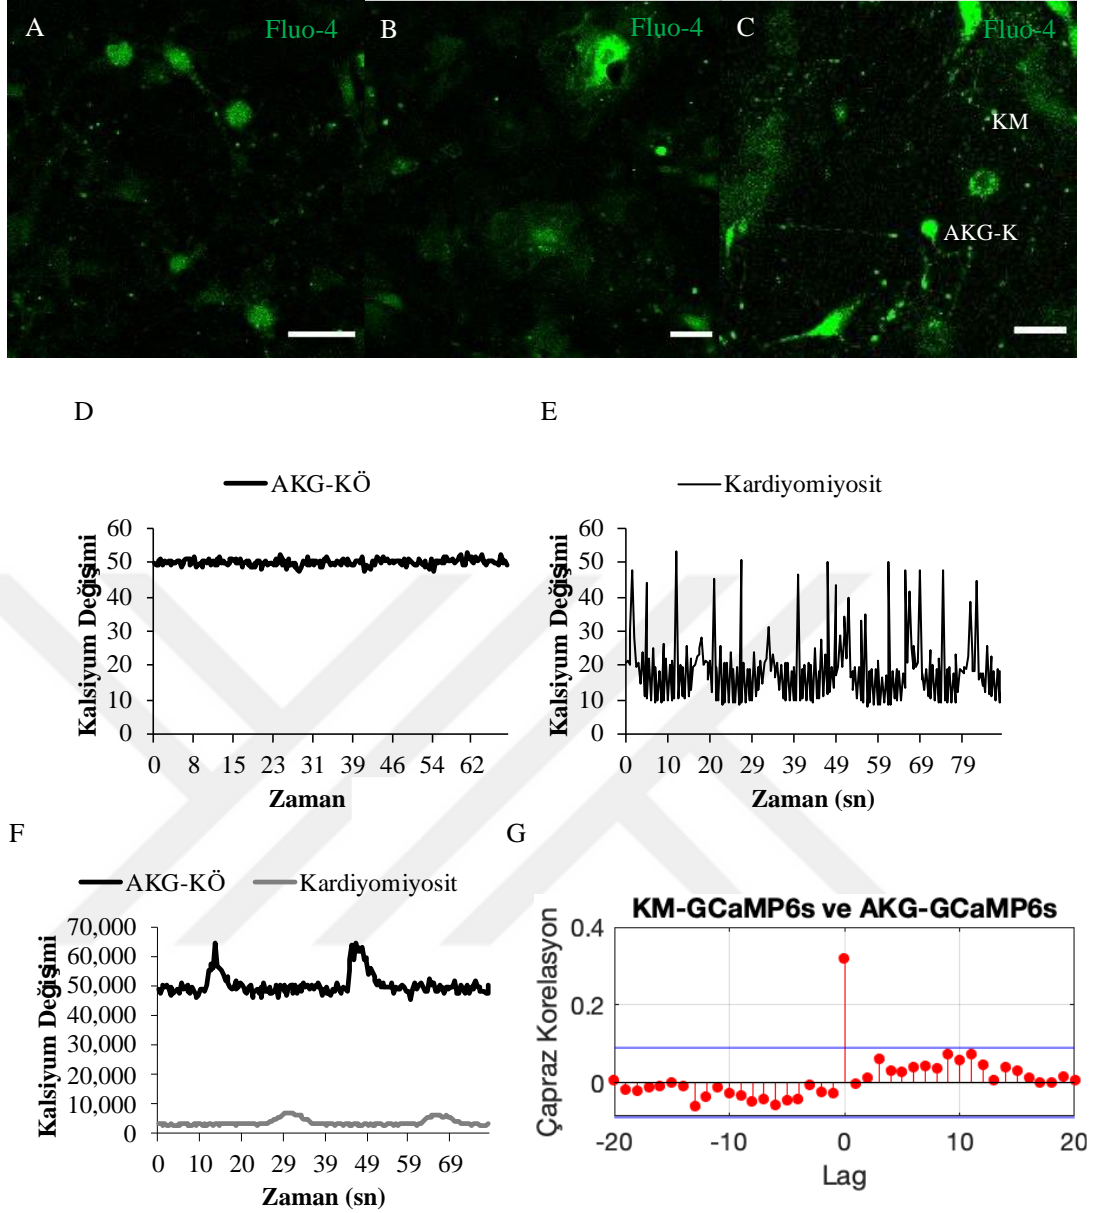 A
Fluo-4
B
Fluo-4
C
Fluo-4
KM
AKG-K
D
AKG-KÖ
Kalsiyum Değişimi
60
50
40
30
20
10
0
0 8 15 23 31 39 46 54 62
Zaman
E
Kardiyomiyosit
Kalsiyum Değişimi
60
50
40
30
20
10
0
0 10 20 29 39 49 59 69 79
Zaman (sn)
F
AKG-KÖ Kardiyomiyosit
Kalsiyum Değişimi
70,000
60,000
50,000
40,000
30,000
20,000
10,000
0
0 10 19 29 39 49 59 69
Zaman (sn)
G
KM-GCaMP6s ve AKG-GCaMP6s
Çapraz Korelasyon
0.4
0.2
0
-20 -10 0 10 20
Lag